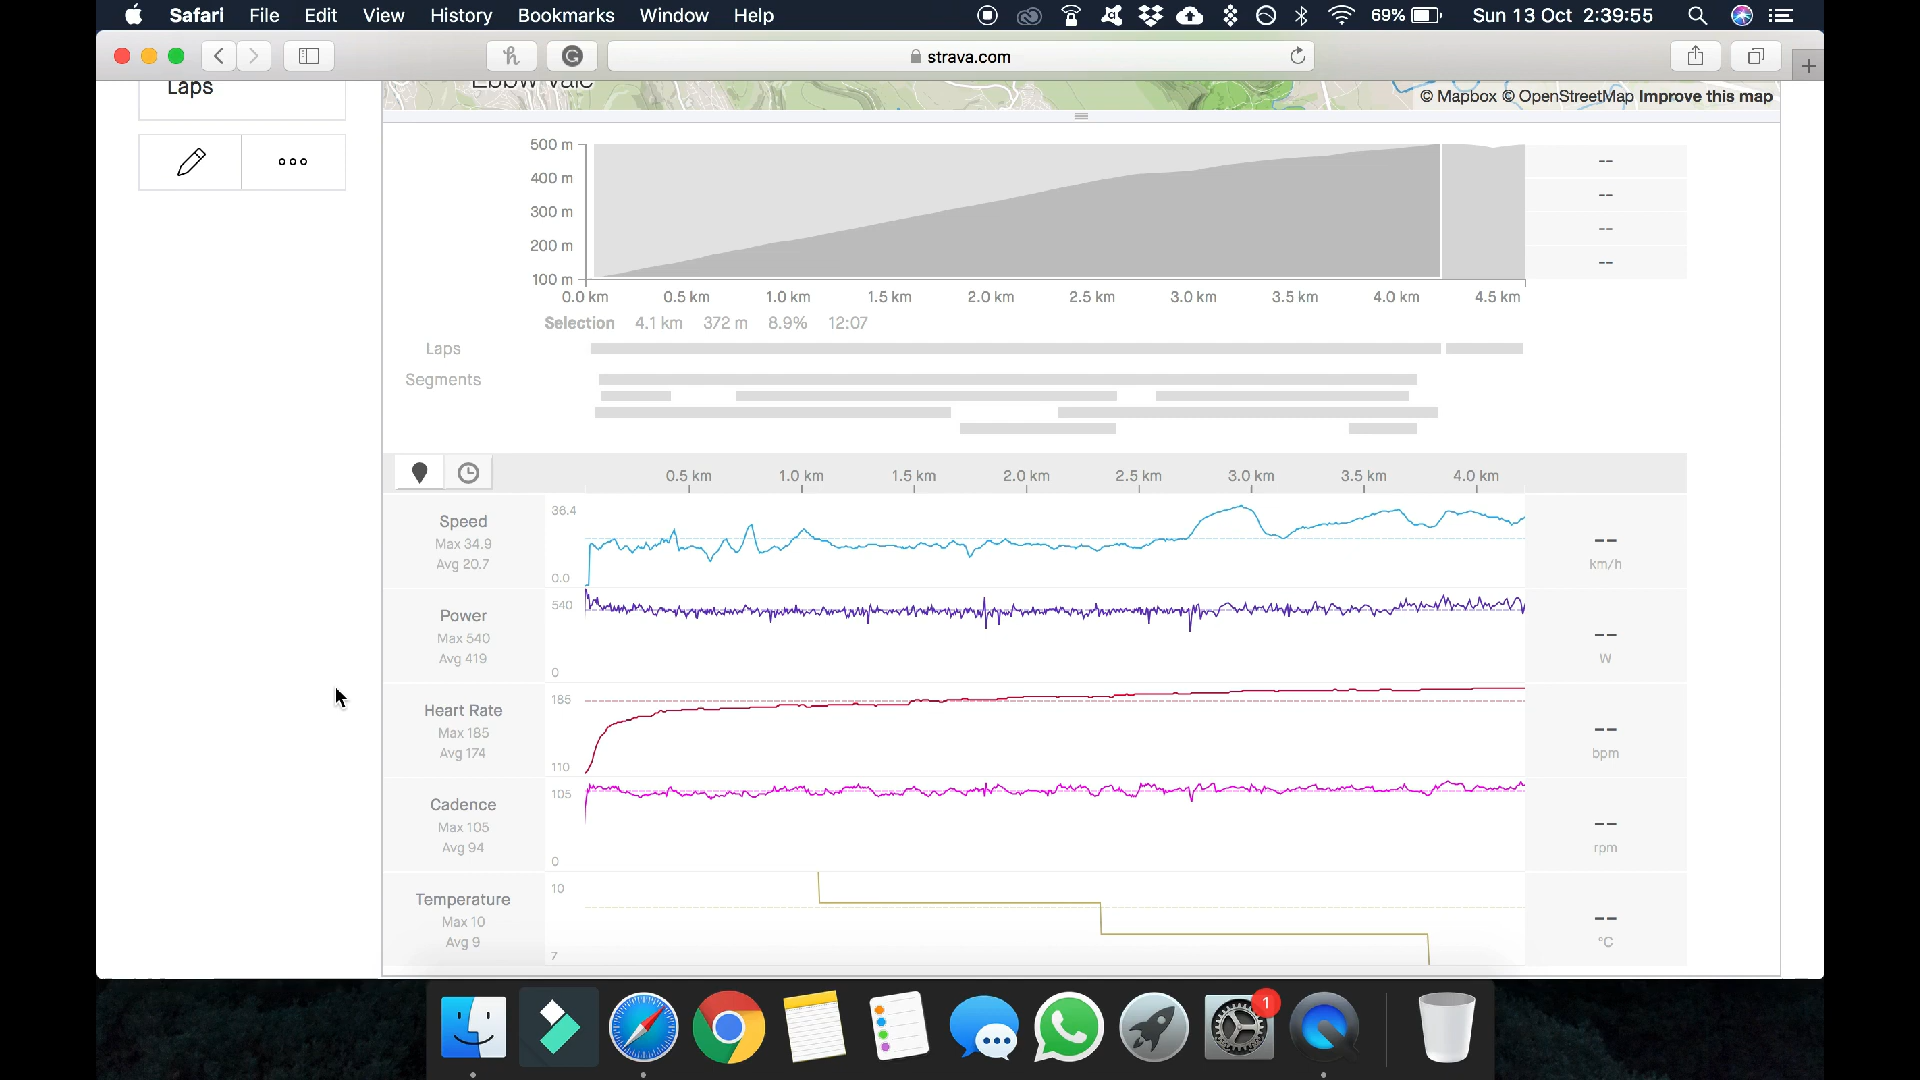 Safari File Edit View History Bookmarks Window Help 69% Sun 13 Oct 2:39:55
strava.com
Laps
Ebbw Vale
© Mapbox © OpenStreetMap Improve this map
500 m
400 m
300 m
200 m
100 m
--
--
--
--
0.0 km 0.5 km 1.0 km 1.5 km 2.0 km 2.5 km 3.0 km 3.5 km 4.0 km 4.5 km
Selection 4.1 km 372 m 8.9% 12:07
Laps
Segments
0.5 km 1.0 km 1.5 km 2.0 km 2.5 km 3.0 km 3.5 km 4.0 km
Speed
Max 34.9
Avg 20.7
36.4
0.0
--
km/h
Power
Max 540
Avg 419
540
0
--
W
Heart Rate
Max 185
Avg 174
185
110
--
bpm
Cadence
Max 105
Avg 94
105
0
--
rpm
Temperature
Max 10
Avg 9
10
7
--
°C
1